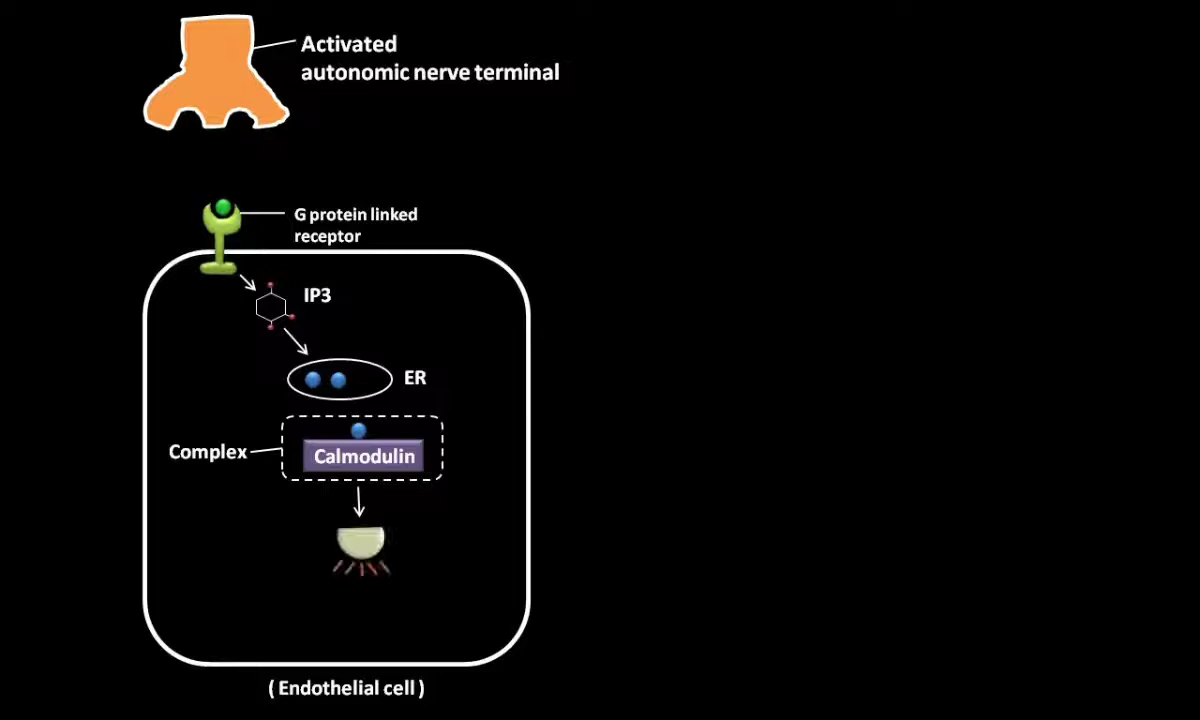 Activated
autonomic nerve terminal
G protein linked
receptor
IP3
ER
Complex
Calmodulin
( Endothelial cell )